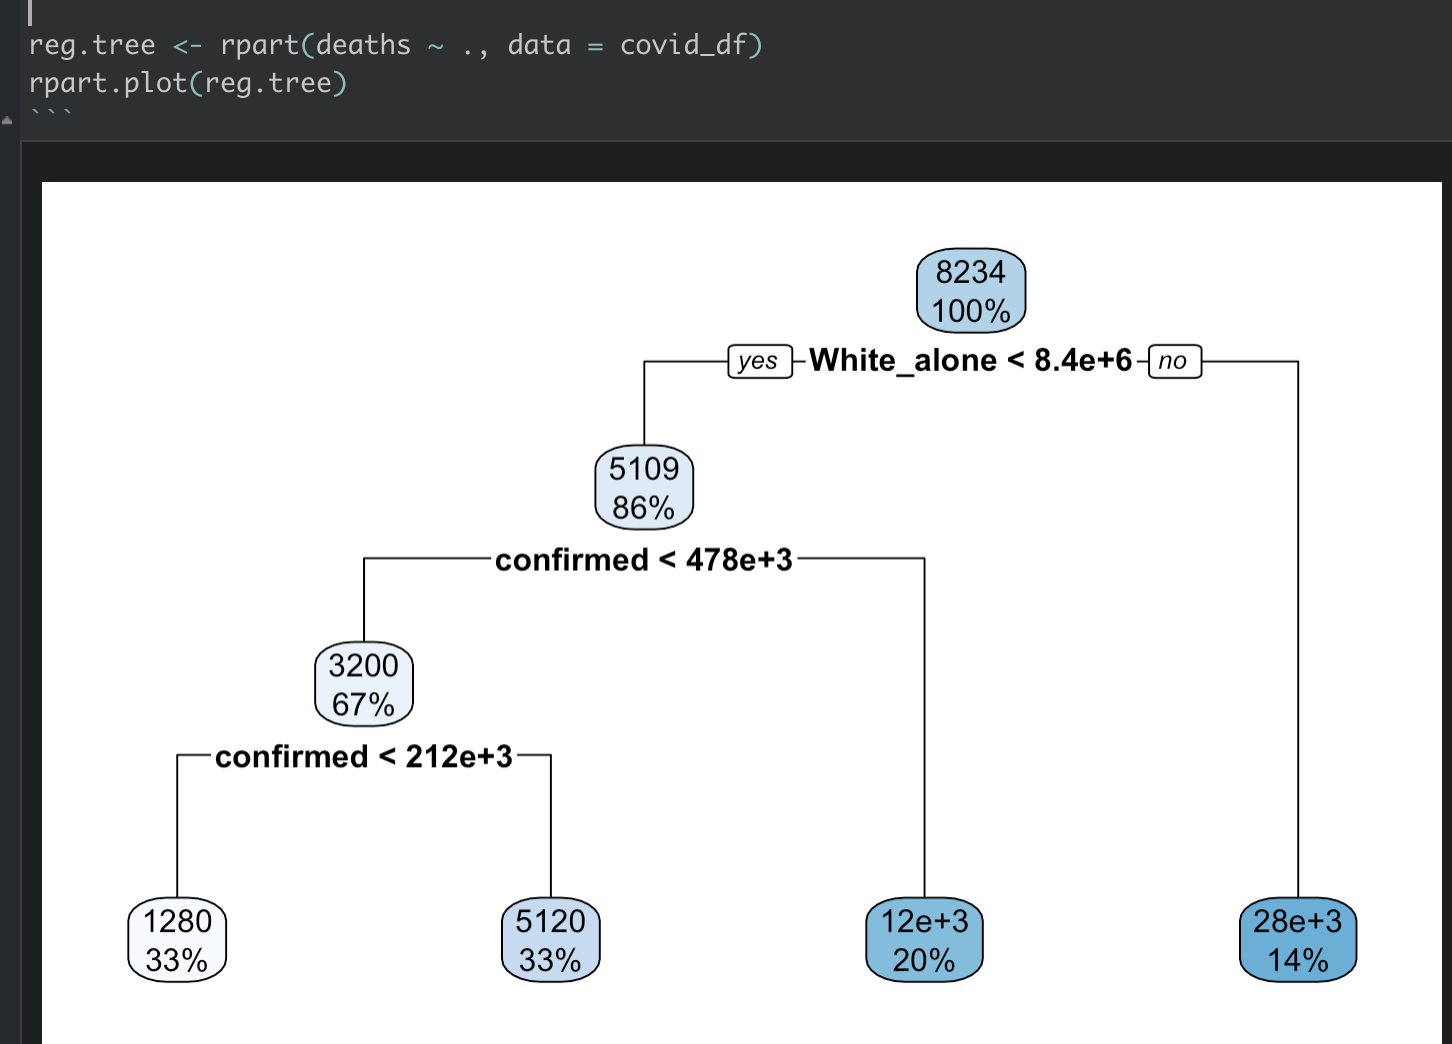 reg.tree <- rpart(deaths ~ ., data = covid_df)
rpart.plot(reg.tree)
```
8234
100%
yes White_alone < 8.4e+6 no
5109
86%
confirmed < 478e+3
3200
67%
confirmed < 212e+3
1280
33%
5120
33%
12e+3
20%
28e+3
14%